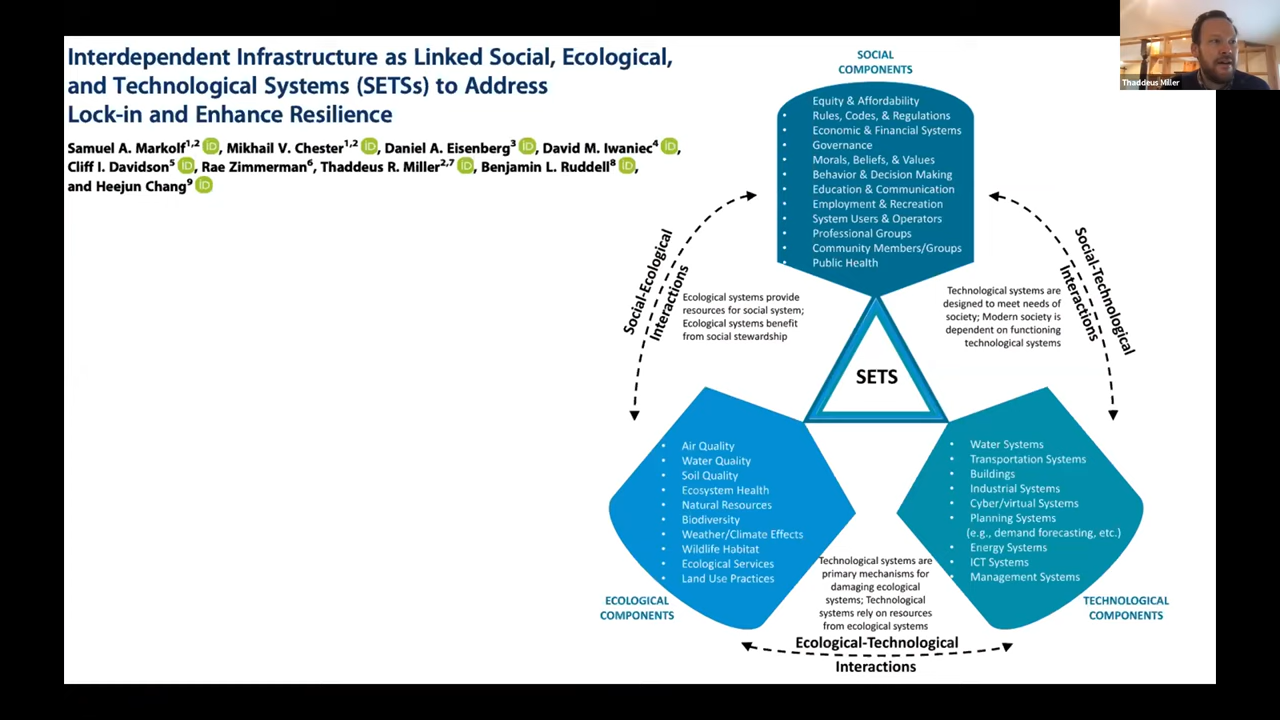 Interdependent Infrastructure as Linked Social, Ecological,
and Technological Systems (SETSs) to Address
Lock-in and Enhance Resilience
Samuel A. Markolf1,2 iD, Mikhail V. Chester1,2 iD, Daniel A. Eisenberg3 iD, David M. Iwaniec4 iD,
Cliff I. Davidson5 iD, Rae Zimmerman6, Thaddeus R. Miller2,7 iD, Benjamin L. Ruddell8 iD,
and Heejun Chang9 iD
Thaddeus Miller
SOCIAL
COMPONENTS
• Equity & Affordability
• Rules, Codes, & Regulations
• Economic & Financial Systems
• Governance
• Morals, Beliefs, & Values
• Behavior & Decision Making
• Education & Communication
• Employment & Recreation
• System Users & Operators
• Professional Groups
• Community Members/Groups
• Public Health
Social-Ecological
Interactions
Ecological systems provide
resources for social system;
Ecological systems benefit
from social stewardship
Social-Technological
Interactions
Technological systems are
designed to meet needs of
society; Modern society is
dependent on functioning
technological systems
SETS
• Air Quality
• Water Quality
• Soil Quality
• Ecosystem Health
• Natural Resources
• Biodiversity
• Weather/Climate Effects
• Wildlife Habitat
• Ecological Services
• Land Use Practices
ECOLOGICAL
COMPONENTS
• Water Systems
• Transportation Systems
• Buildings
• Industrial Systems
• Cyber/virtual Systems
• Planning Systems
(e.g., demand forecasting, etc.)
• Energy Systems
• ICT Systems
• Management Systems
TECHNOLOGICAL
COMPONENTS
Technological systems are
primary mechanisms for
damaging ecological
systems; Technological
systems rely on resources
from ecological systems
Ecological-Technological
Interactions